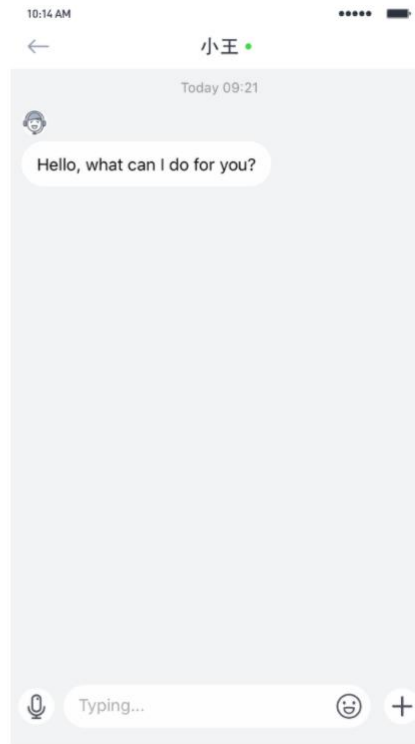 10:14 AM
小王
Today 09:21
Hello, what can I do for you?
Typing...